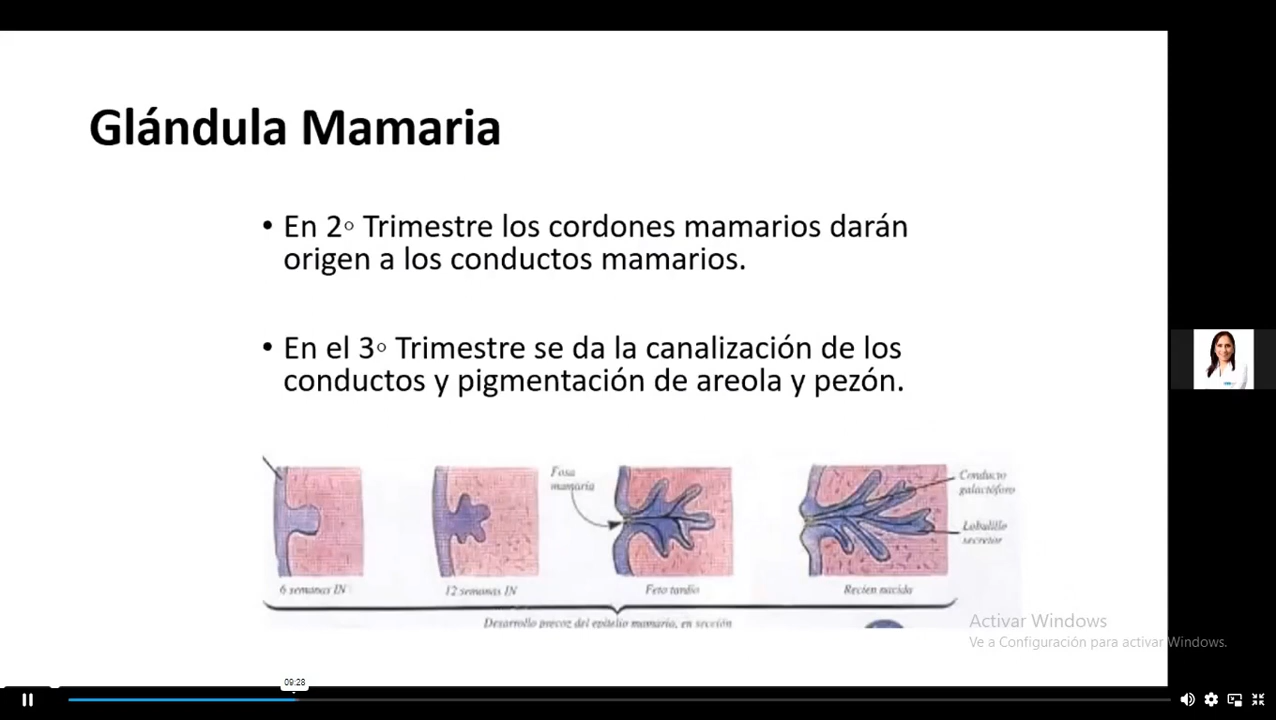 Glándula Mamaria
• En 2° Trimestre los cordones mamarios darán
origen a los conductos mamarios.
• En el 3° Trimestre se da la canalización de los
conductos y pigmentación de areola y pezón.
Fosa
mamaria
Conducto
galactóforo
Lobulillo
secretor
6 semanas IN
12 semanas IN
Feto tardío
Recien nacida
Desarrollo precoz del epitelio mamario, en sección
Activar Windows
Ve a Configuración para activar Windows.
09:28